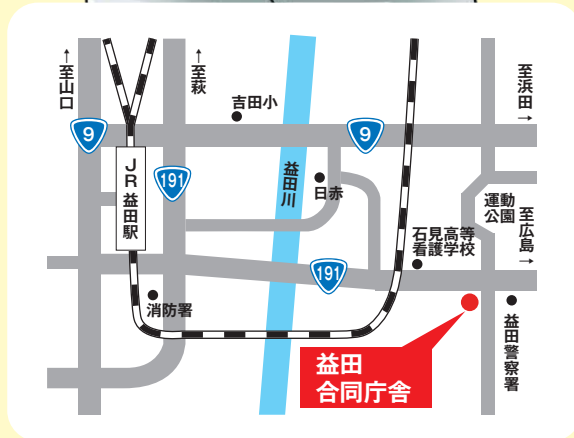 ←至山口
←至萩
吉田小
至浜田→
9
9
JR益田駅
191
益田川
日赤
運動
公園
至広島→
石見高等
看護学校
191
消防署
益田
合同庁舎
益田警察署